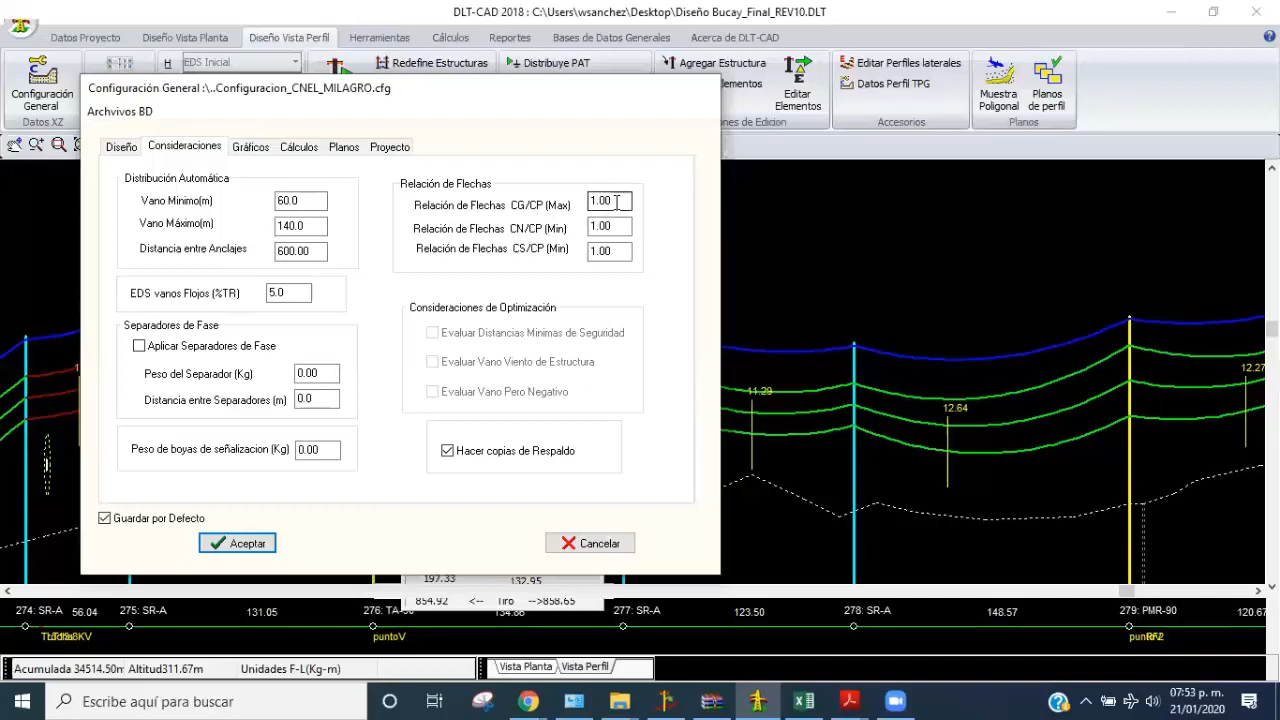 DLT-CAD 2018 : C:\Users\wsanchez\Desktop\Diseño Bucay_Final_REV10.DLT
Datos Proyecto
Diseño Vista Planta
Diseño Vista Perfil
Herramientas
Cálculos
Reportes
Bases de Datos Generales
Acerca de DLT-CAD
EDS Inicial
Redefine Estructuras
Distribuye PAT
Agregar Estructura
Editar Perfiles laterales
Datos Perfil TPG
Configuración
General
Datos XZ
Editar
Elementos
Accesorios
Muestra
Poligonal
Planos
de perfil
Planos
Configuración General :\..Configuracion_CNEL_MILAGRO.cfg
Archvivos BD
Diseño
Consideraciones
Gráficos
Cálculos
Planos
Proyecto
Distribución Automática
Vano Minimo(m)
60.0
Vano Máximo(m)
140.0
Distancia entre Anclajes
600.00
EDS vanos Flojos (%TR)
5.0
Separadores de Fase
Aplicar Separadores de Fase
Peso del Separador (Kg)
0.00
Distancia entre Separadores (m)
0.0
Peso de boyas de señalizacion (Kg)
0.00
Relación de Flechas
Relación de Flechas CG/CP (Max)
1.00
Relación de Flechas CN/CP (Min)
1.00
Relación de Flechas CS/CP (Min)
1.00
Consideraciones de Optimización
Evaluar Distancias Minimas de Seguridad
Evaluar Vano Viento de Estructura
Evaluar Vano Pero Negativo
Hacer copias de Respaldo
Guardar por Defecto
Aceptar
Cancelar
11.29
12.64
12.27
197.33
132.95
854.92 <-- Tiro -->858.65
274: SR-A
56.04
275: SR-A
131.05
134.86
277: SR-A
123.50
278: SR-A
148.57
279: PMR-90
120.67
puntoV
Acumulada 34514.50m
Altitud311.67m
Unidades F-L(Kg-m)
Vista Planta
Vista Perfil
Escribe aquí para buscar
07:53 p. m.
21/01/2020